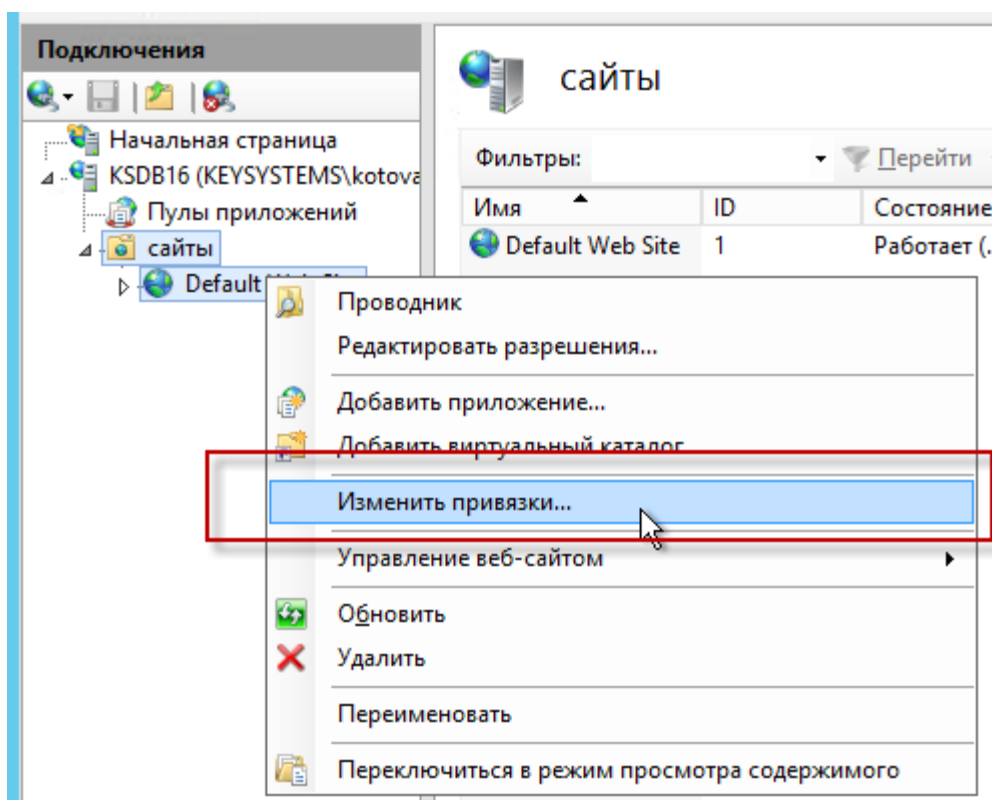 Подключения
Начальная страница
KSDB16 (KEYSYSTEMS\kotova
Пулы приложений
сайты
Default
сайты
Фильтры:
Перейти
Имя ID Состояние
Default Web Site 1 Работает (.
Проводник
Редактировать разрешения...
Добавить приложение...
Добавить виртуальный каталог
Изменить привязки...
Управление веб-сайтом
Обновить
Удалить
Переименовать
Переключиться в режим просмотра содержимого